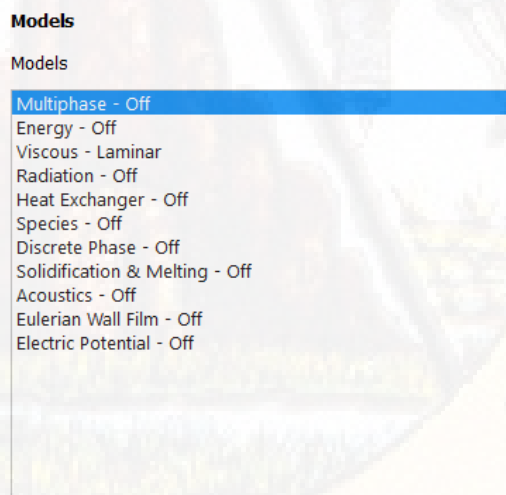 Models
Models
Multiphase - Off
Energy - Off
Viscous - Laminar
Radiation - Off
Heat Exchanger - Off
Species - Off
Discrete Phase - Off
Solidification & Melting - Off
Acoustics - Off
Eulerian Wall Film - Off
Electric Potential - Off